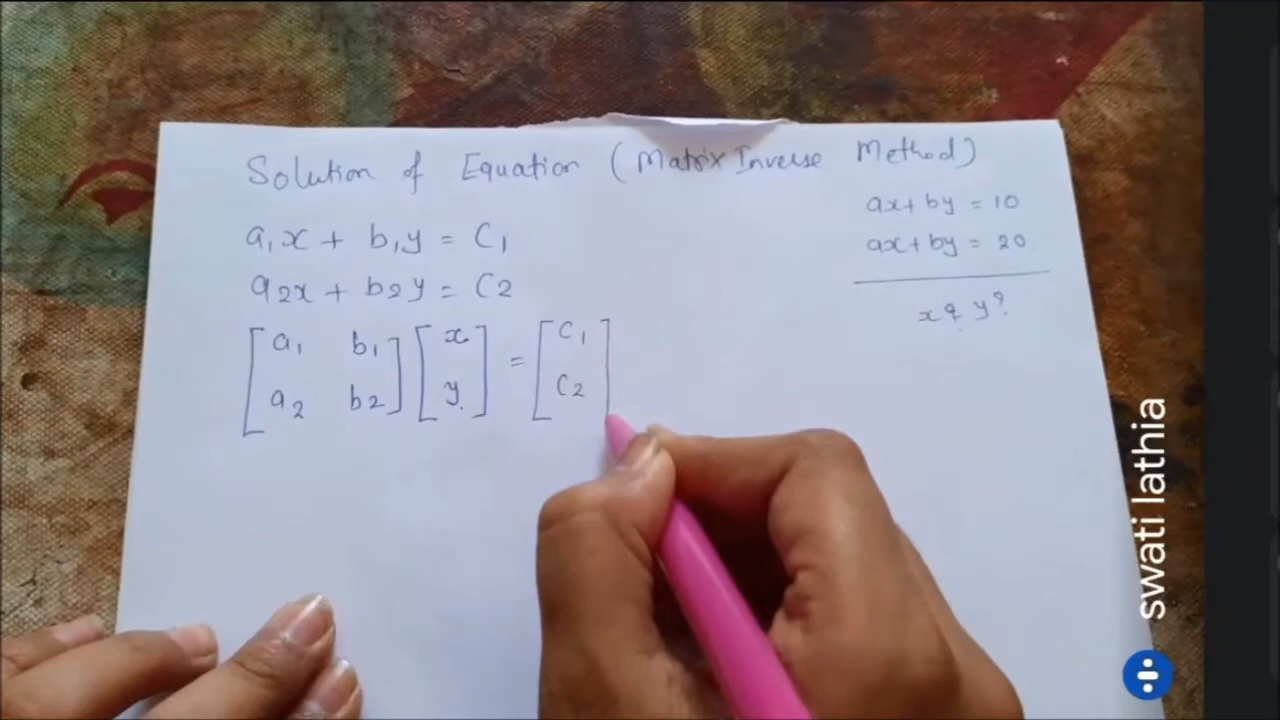 Solution of Equation (Matrix Inverse Method)
a₁x + b₁y = C₁
a2x + b2y = C2
[a₁ b₁] [x] = [C₁]
[a₂ b2] [y] [C2]
ax + by = 10
ax + by = 20
x & y?
swati lathia